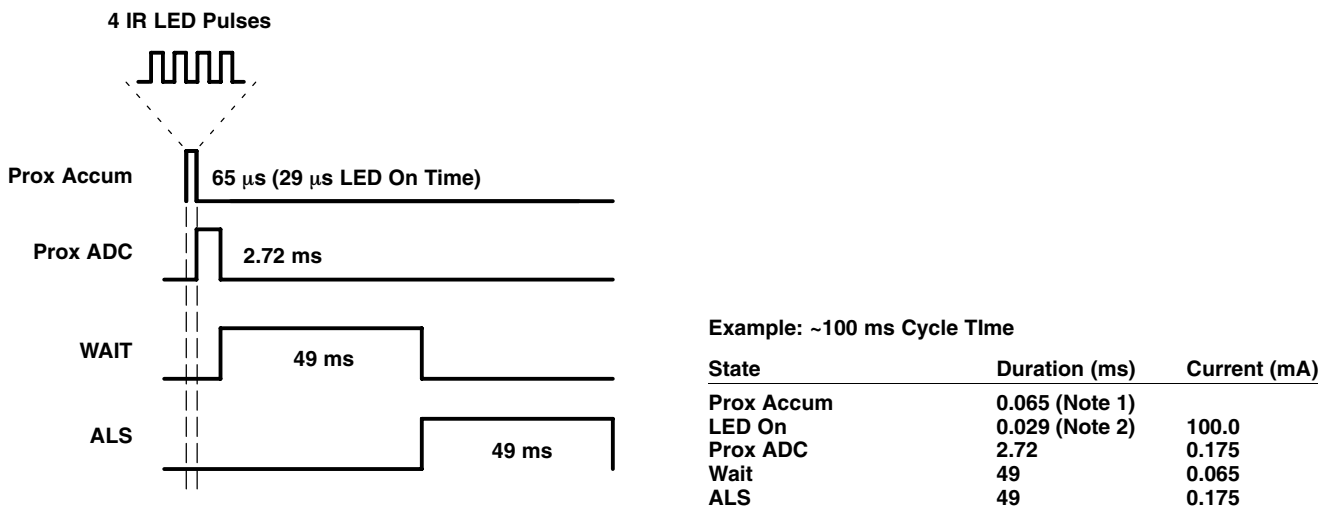 4 IR LED Pulses
Prox Accum
65 μs (29 μs LED On Time)
Prox ADC
2.72 ms
WAIT
49 ms
ALS
49 ms
Example: ~100 ms Cycle TIme
State Duration (ms) Current (mA)
Prox Accum 0.065 (Note 1)
LED On 0.029 (Note 2) 100.0
Prox ADC 2.72 0.175
Wait 49 0.065
ALS 49 0.175